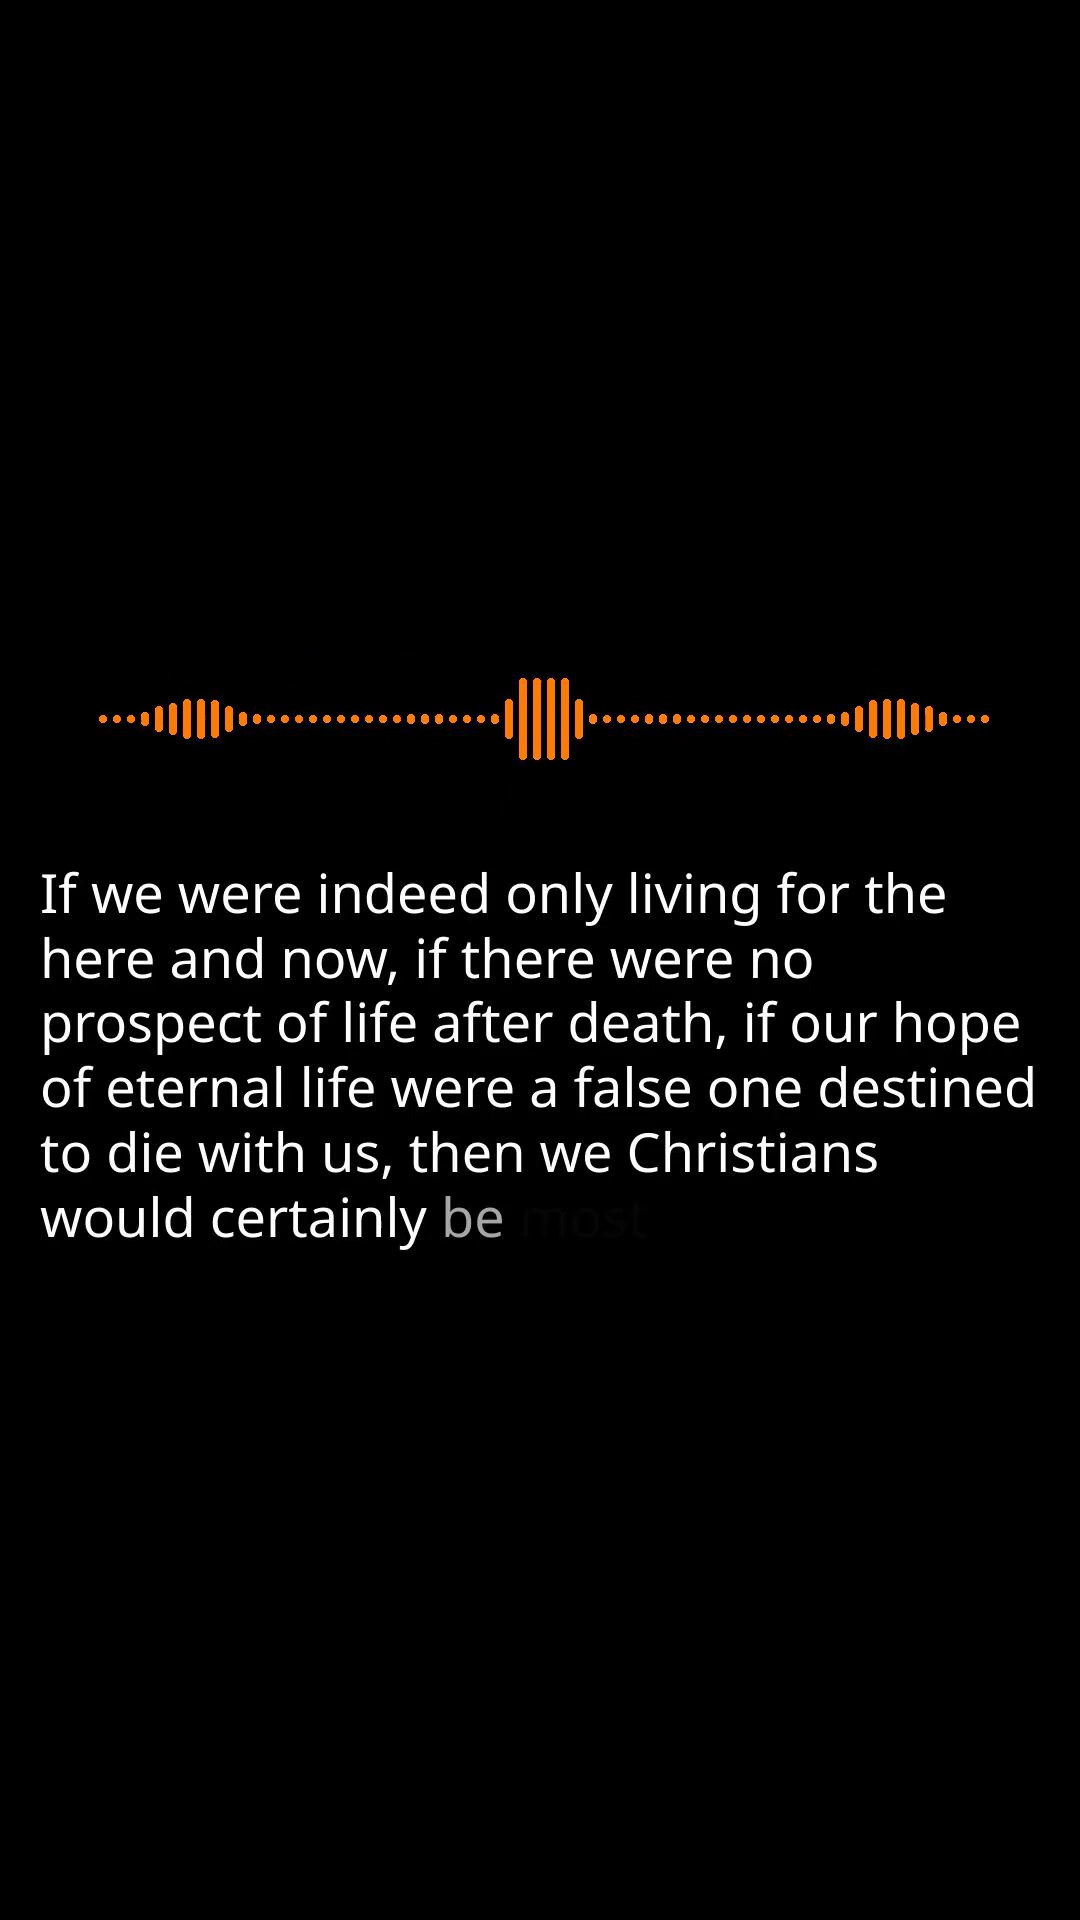 If we were indeed only living for the
here and now, if there were no
prospect of life after death, if our hope
of eternal life were a false one destined
to die with us, then we Christians
would certainly be most